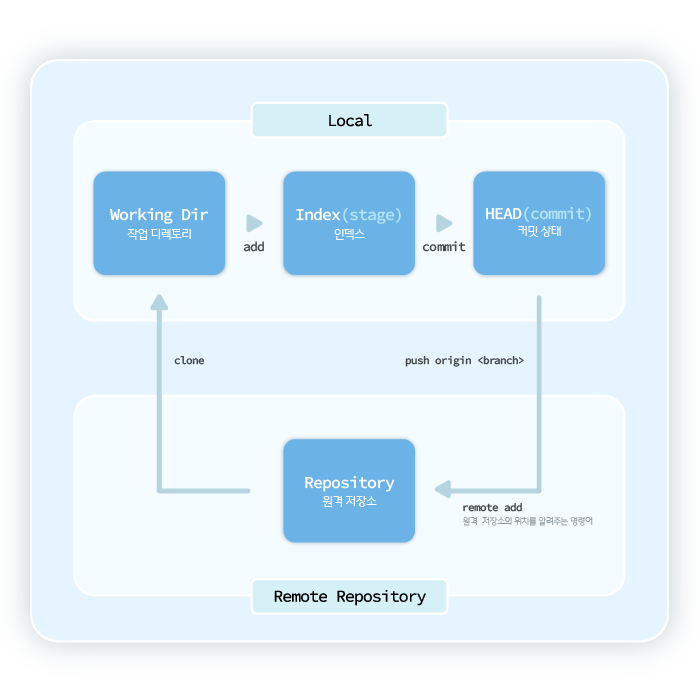 Local
Working Dir
작업 디렉토리
add
Index(stage)
인덱스
commit
HEAD(commit)
커밋 상태
clone
push origin <branch>
Repository
원격 저장소
remote add
원격 저장소의 위치를 알려주는 명령어
Remote Repository